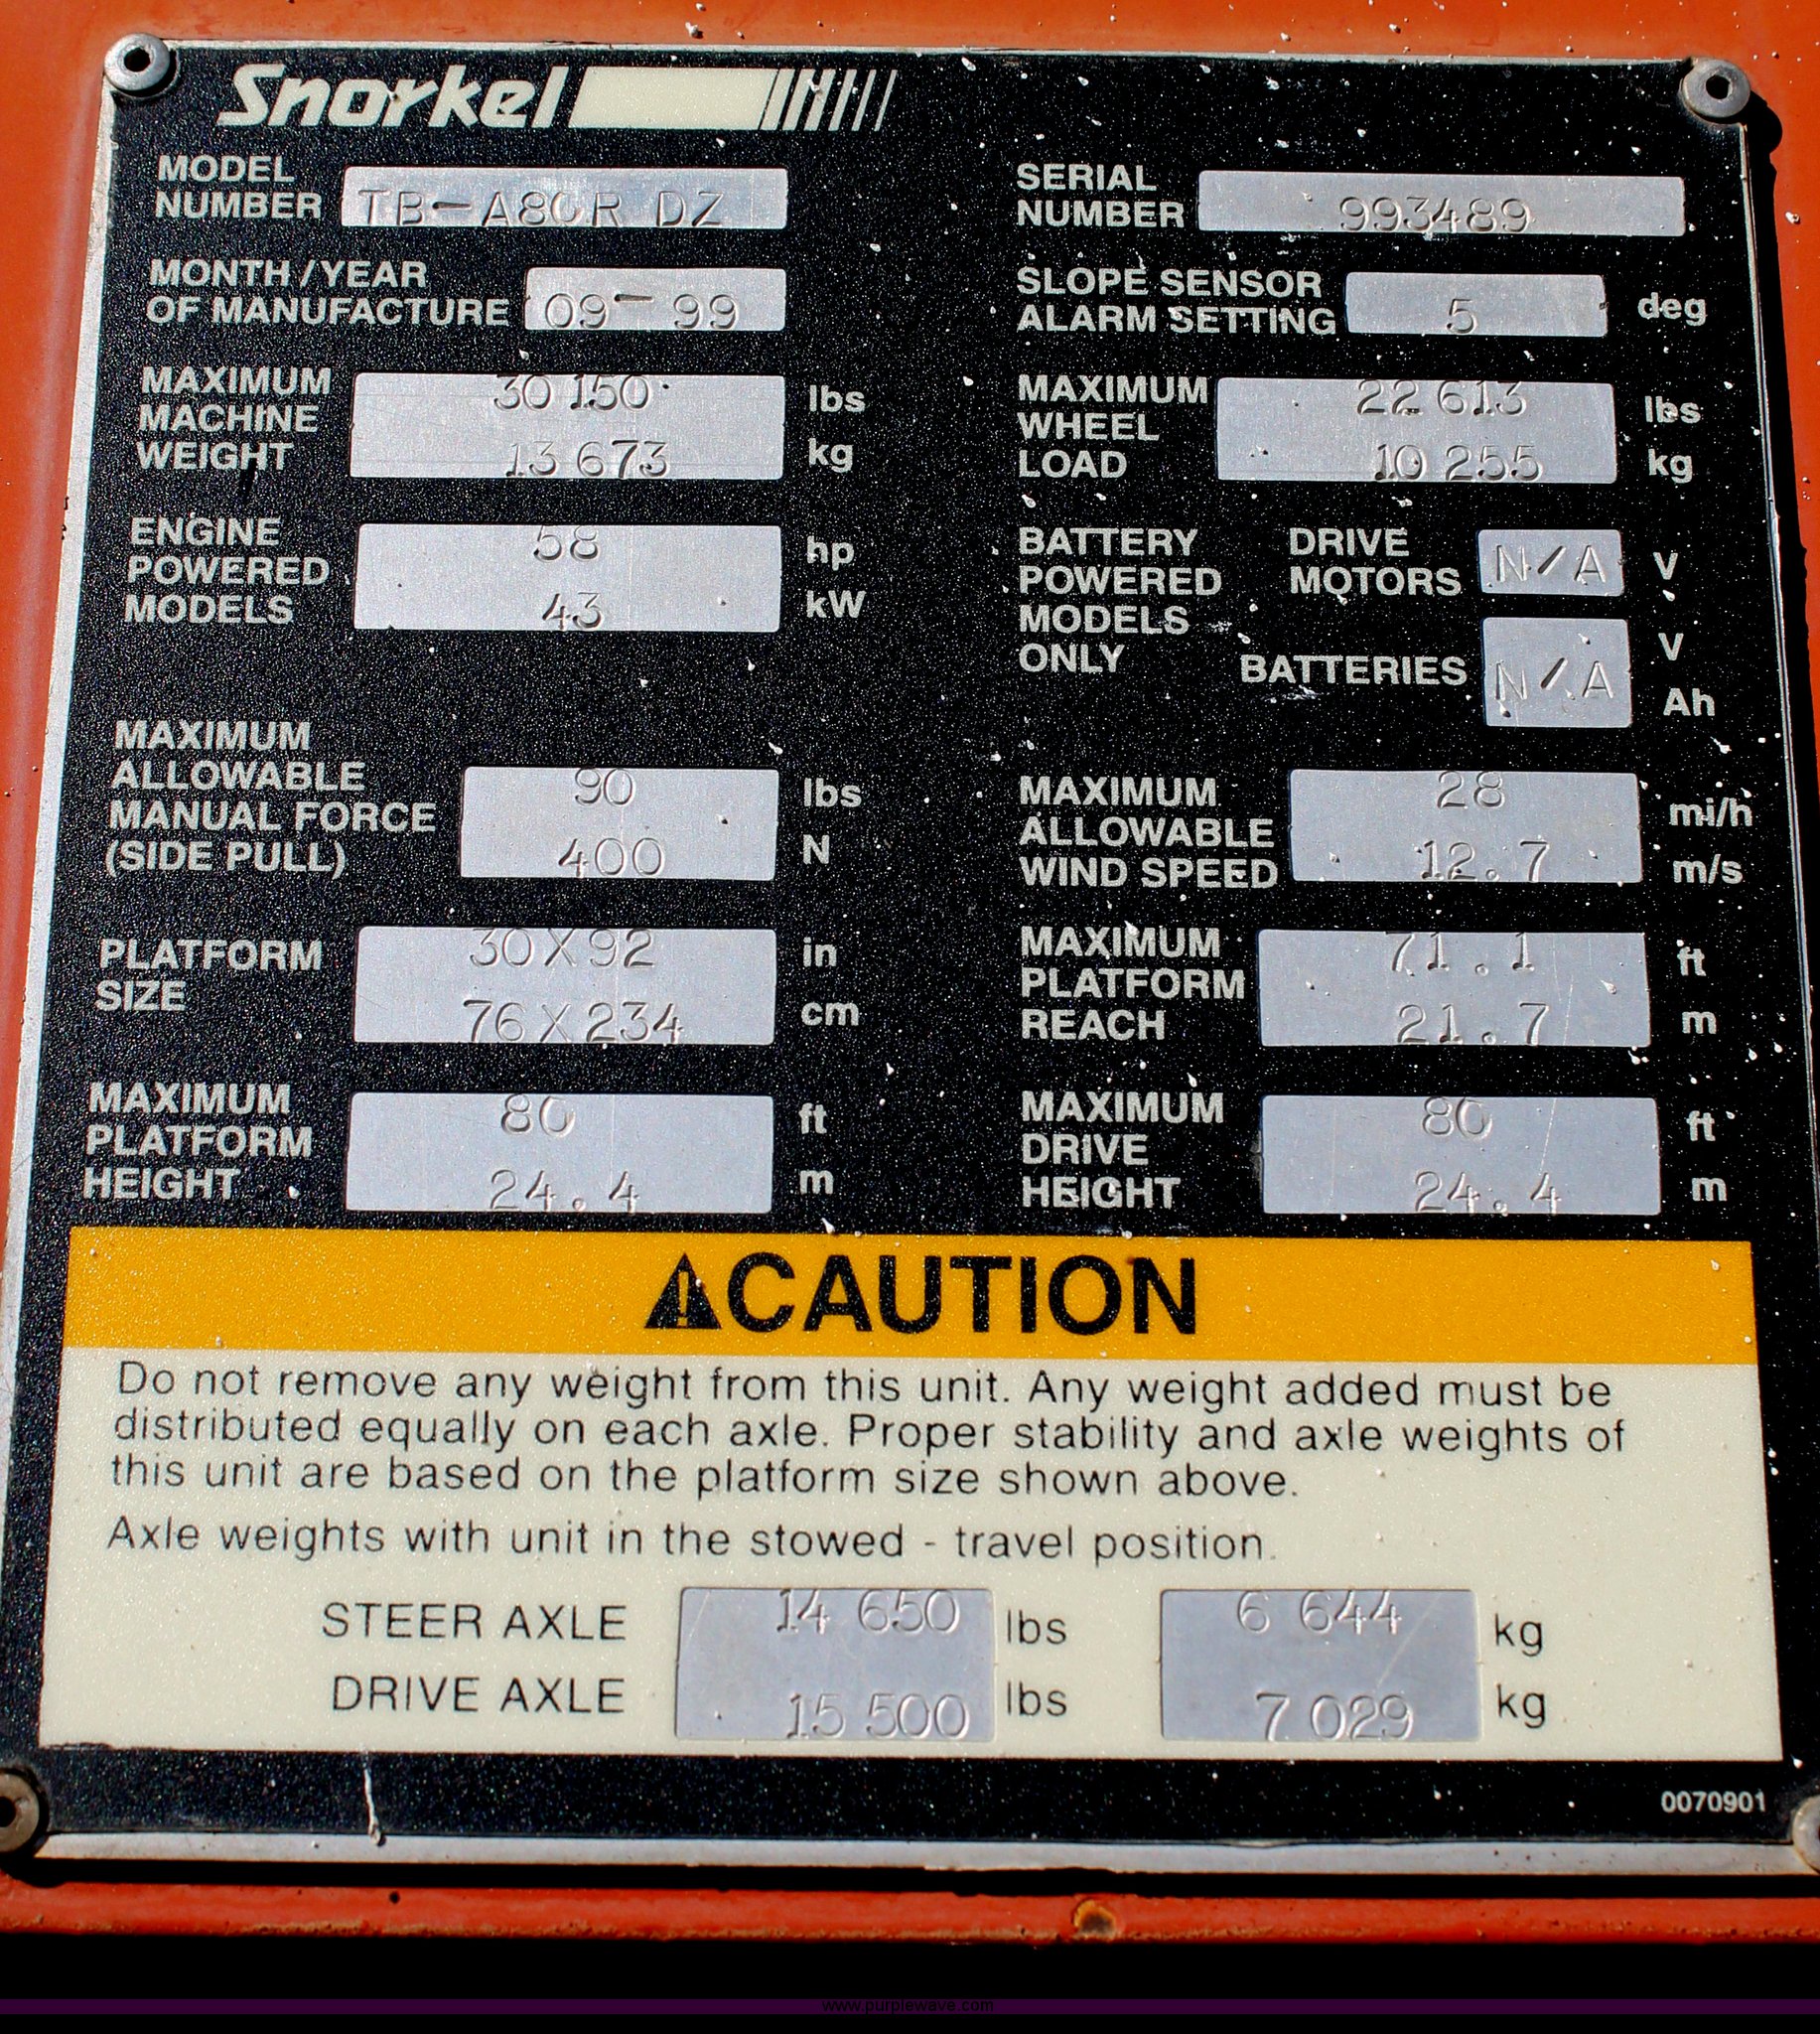 Snorkel
MODEL
NUMBER TB-A80R DZ
SERIAL
NUMBER 993489
MONTH/YEAR
OF MANUFACTURE 09-99
SLOPE SENSOR
ALARM SETTING 5 deg
MAXIMUM
MACHINE
WEIGHT
30 150 lbs
13 673 kg
MAXIMUM
WHEEL
LOAD
22 613 lbs
10 255 kg
ENGINE
POWERED
MODELS
58 hp
43 kW
BATTERY
POWERED
MODELS
ONLY
DRIVE
MOTORS N/A V
BATTERIES N/A V
Ah
MAXIMUM
ALLOWABLE
MANUAL FORCE
(SIDE PULL)
90 lbs
400 N
MAXIMUM
ALLOWABLE
WIND SPEED
28 mi/h
12.7 m/s
PLATFORM
SIZE
30X92 in
76X234 cm
MAXIMUM
PLATFORM
REACH
71.1 ft
21.7 m
MAXIMUM
PLATFORM
HEIGHT
80 ft
24.4 m
MAXIMUM
DRIVE
HEIGHT
80 ft
24.4 m
CAUTION
Do not remove any weight from this unit. Any weight added must be
distributed equally on each axle. Proper stability and axle weights of
this unit are based on the platform size shown above.
Axle weights with unit in the stowed - travel position.
STEER AXLE 14 650 lbs 6 644 kg
DRIVE AXLE 15 500 lbs 7 029 kg
0070901
www.purplewave.com